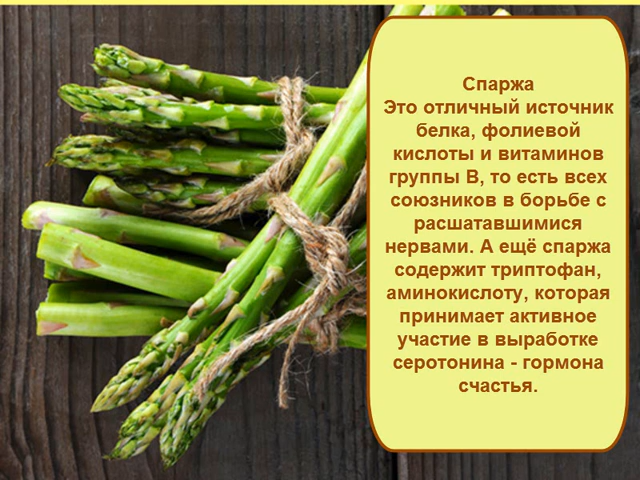 Спаржа
Это отличный источник
белка, фолиевой
кислоты и витаминов
группы В, то есть всех
союзников в борьбе с
расшатавшимися
нервами. А ещё спаржа
содержит триптофан,
аминокислоту, которая
принимает активное
участие в выработке
серотонина - гормона
счастья.